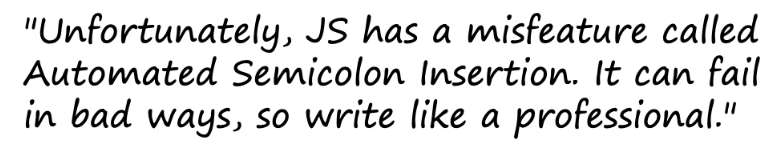 "Unfortunately, JS has a misfeature called
Automated Semicolon Insertion. It can fail
in bad ways, so write like a professional."